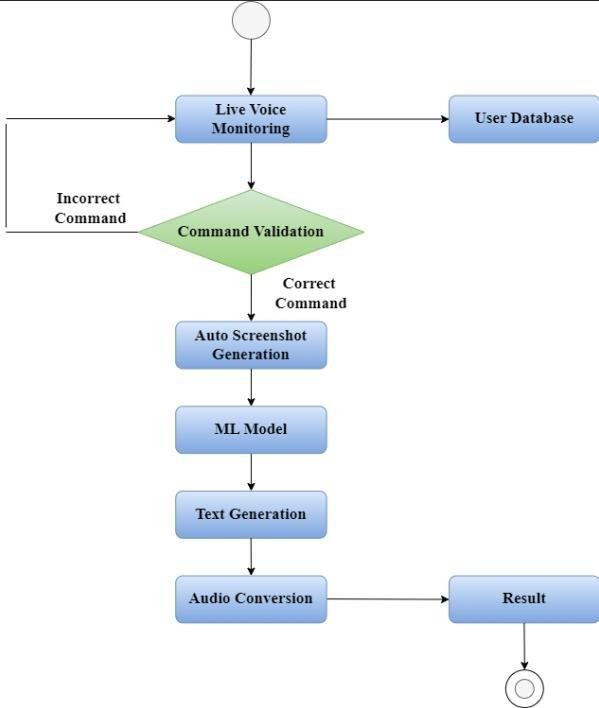 Live Voice
Monitoring
User Database
Incorrect
Command
Command Validation
Correct
Command
Auto Screenshot
Generation
ML Model
Text Generation
Audio Conversion
Result